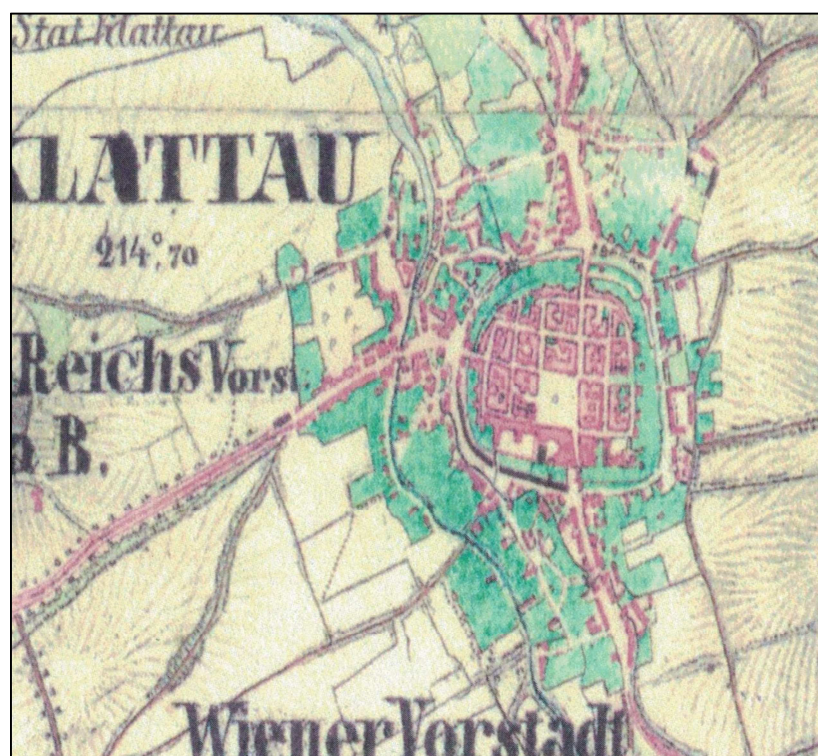 Stat Klattau
KLATTAU
214°,70
Reichs Vorst.
a B.
Wiener Vorstadt